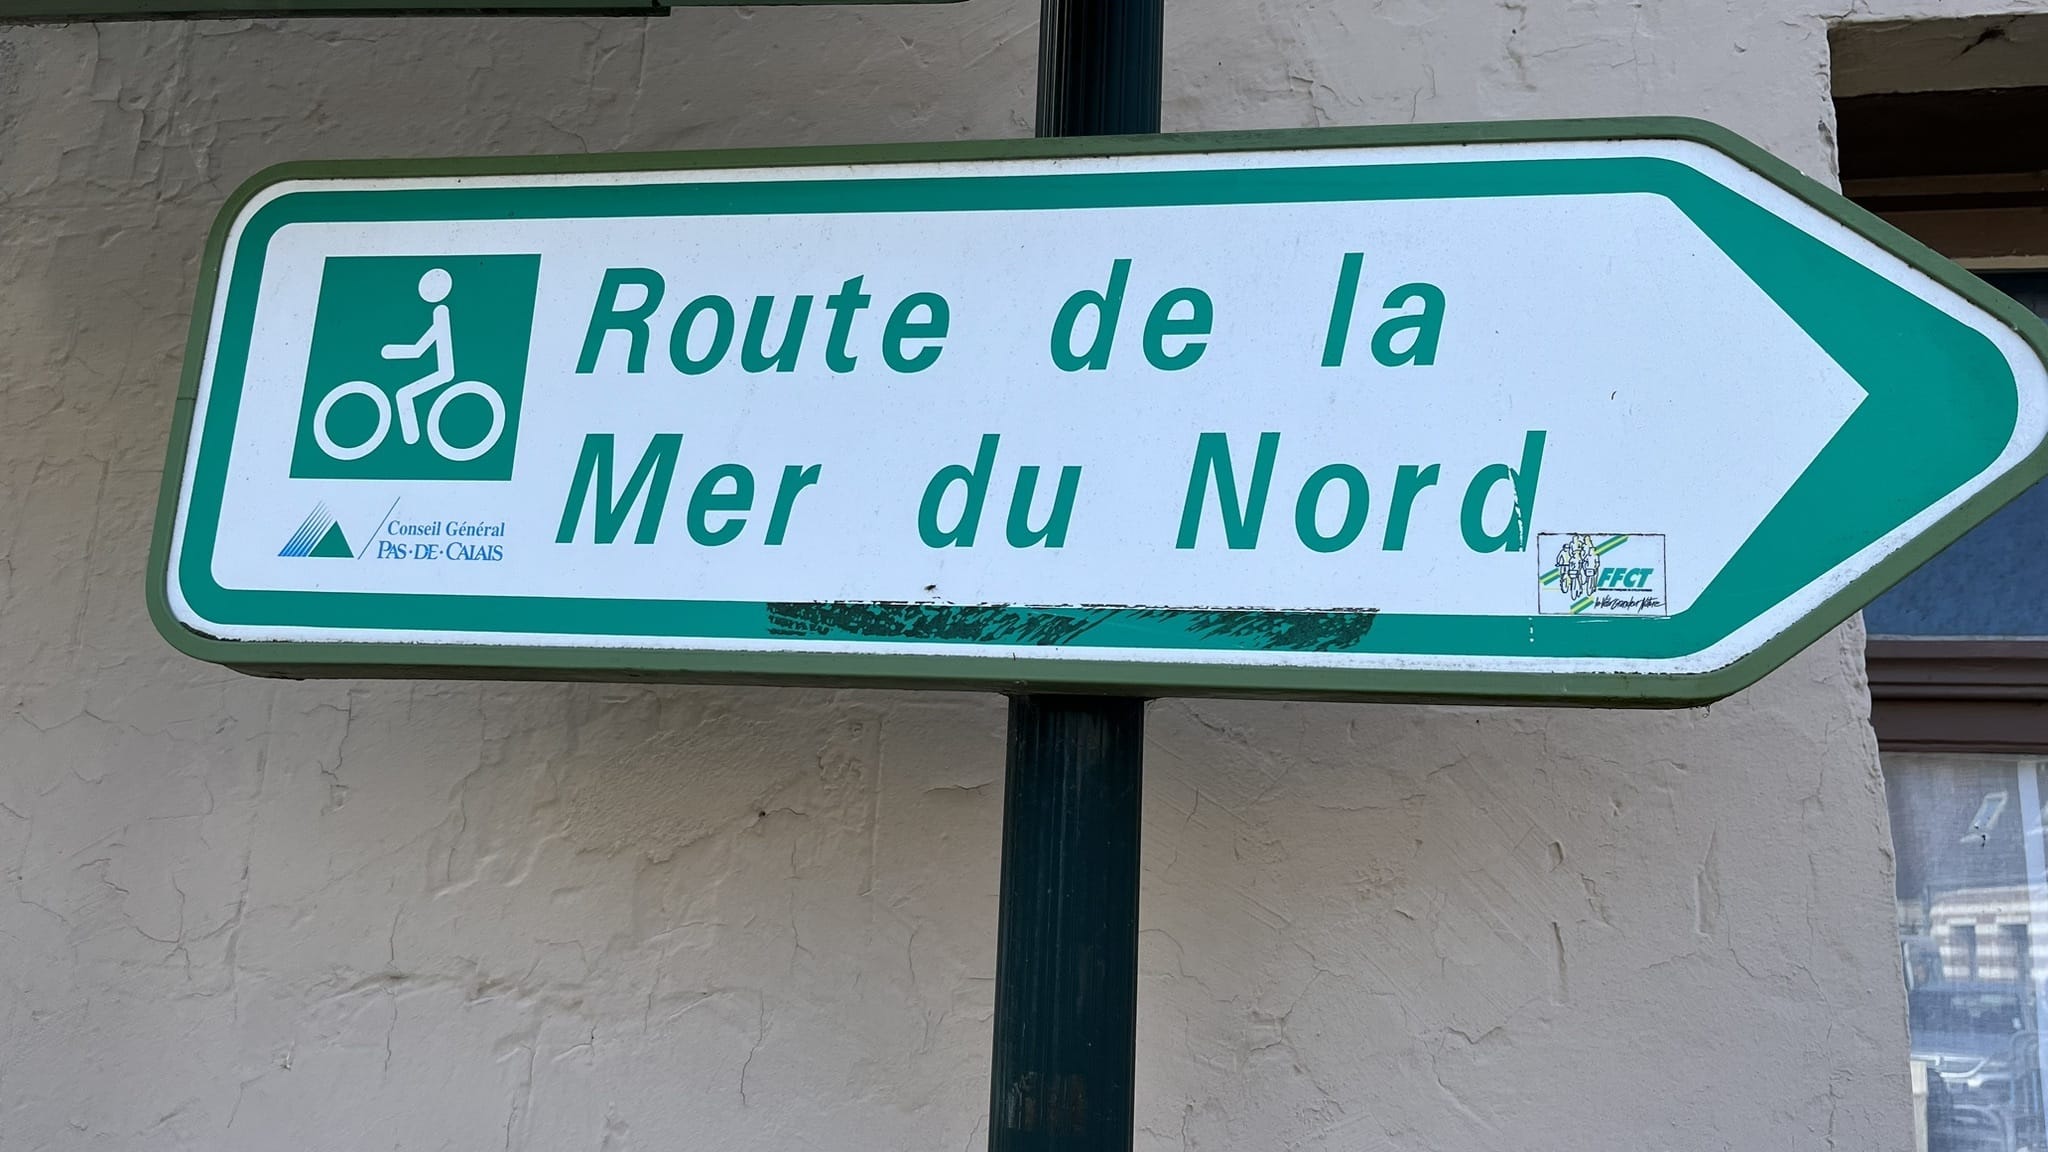 Route de la
Mer du Nord
Conseil Général
PAS·DE·CALAIS
FFCT